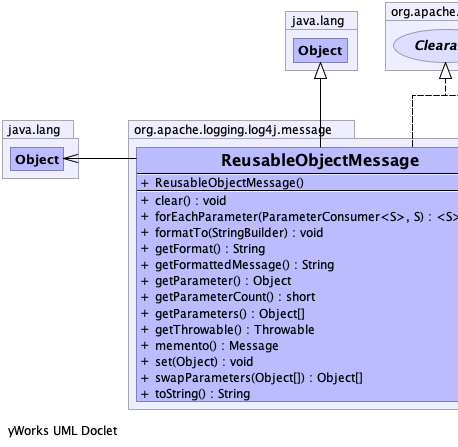 java.lang
org.apache.
Object
Cleara
java.lang
org.apache.logging.log4j.message
Object
ReusableObjectMessage
+ ReusableObjectMessage()
+ clear() : void
+ forEachParameter(ParameterConsumer<S>, S) : <S>
+ formatTo(StringBuilder) : void
+ getFormat() : String
+ getFormattedMessage() : String
+ getParameter() : Object
+ getParameterCount() : short
+ getParameters() : Object[]
+ getThrowable() : Throwable
+ memento() : Message
+ set(Object) : void
+ swapParameters(Object[]) : Object[]
+ toString() : String
yWorks UML Doclet